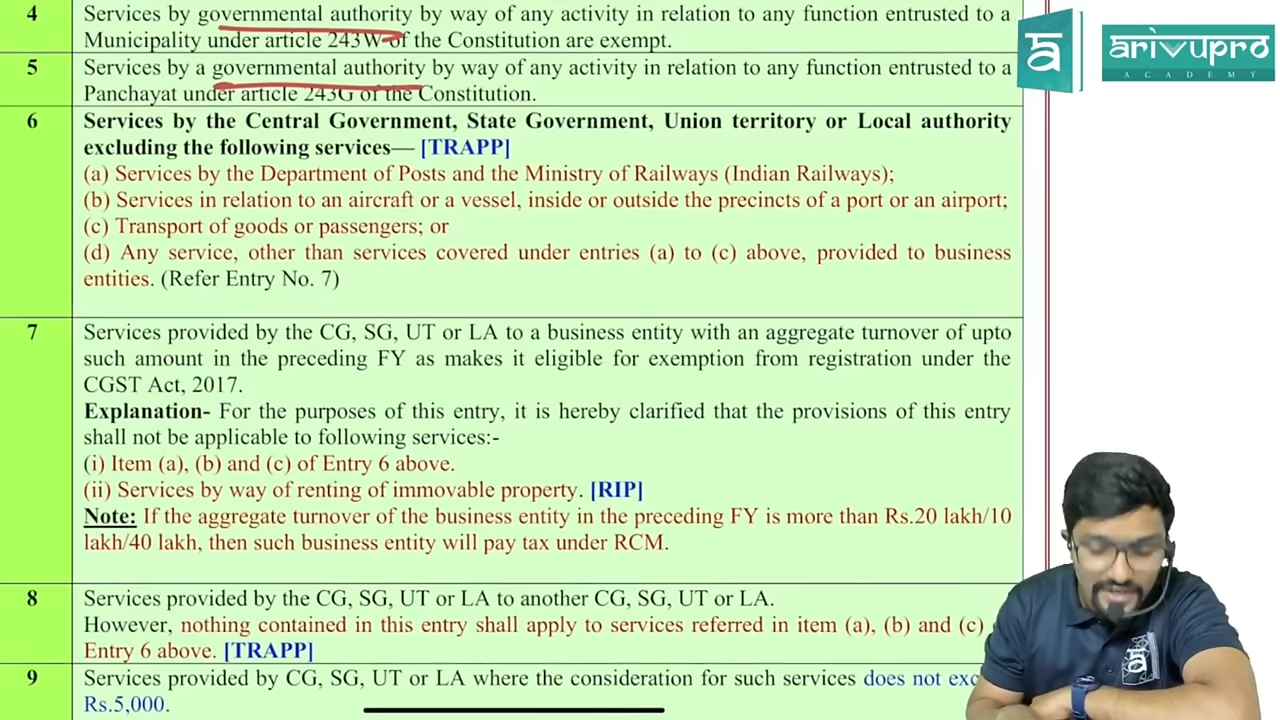 4 Services by governmental authority by way of any activity in relation to any function entrusted to a
Municipality under article 243W of the Constitution are exempt.
5 Services by a governmental authority by way of any activity in relation to any function entrusted to a
Panchayat under article 243G of the Constitution.
6 Services by the Central Government, State Government, Union territory or Local authority
excluding the following services— [TRAPP]
(a) Services by the Department of Posts and the Ministry of Railways (Indian Railways);
(b) Services in relation to an aircraft or a vessel, inside or outside the precincts of a port or an airport;
(c) Transport of goods or passengers; or
(d) Any service, other than services covered under entries (a) to (c) above, provided to business
entities. (Refer Entry No. 7)
7 Services provided by the CG, SG, UT or LA to a business entity with an aggregate turnover of upto
such amount in the preceding FY as makes it eligible for exemption from registration under the
CGST Act, 2017.
Explanation- For the purposes of this entry, it is hereby clarified that the provisions of this entry
shall not be applicable to following services:-
(i) Item (a), (b) and (c) of Entry 6 above.
(ii) Services by way of renting of immovable property. [RIP]
Note: If the aggregate turnover of the business entity in the preceding FY is more than Rs.20 lakh/10
lakh/40 lakh, then such business entity will pay tax under RCM.
8 Services provided by the CG, SG, UT or LA to another CG, SG, UT or LA.
However, nothing contained in this entry shall apply to services referred in item (a), (b) and (c)
Entry 6 above. [TRAPP]
9 Services provided by CG, SG, UT or LA where the consideration for such services does not
Rs.5,000.
arivupro
ACADEMY